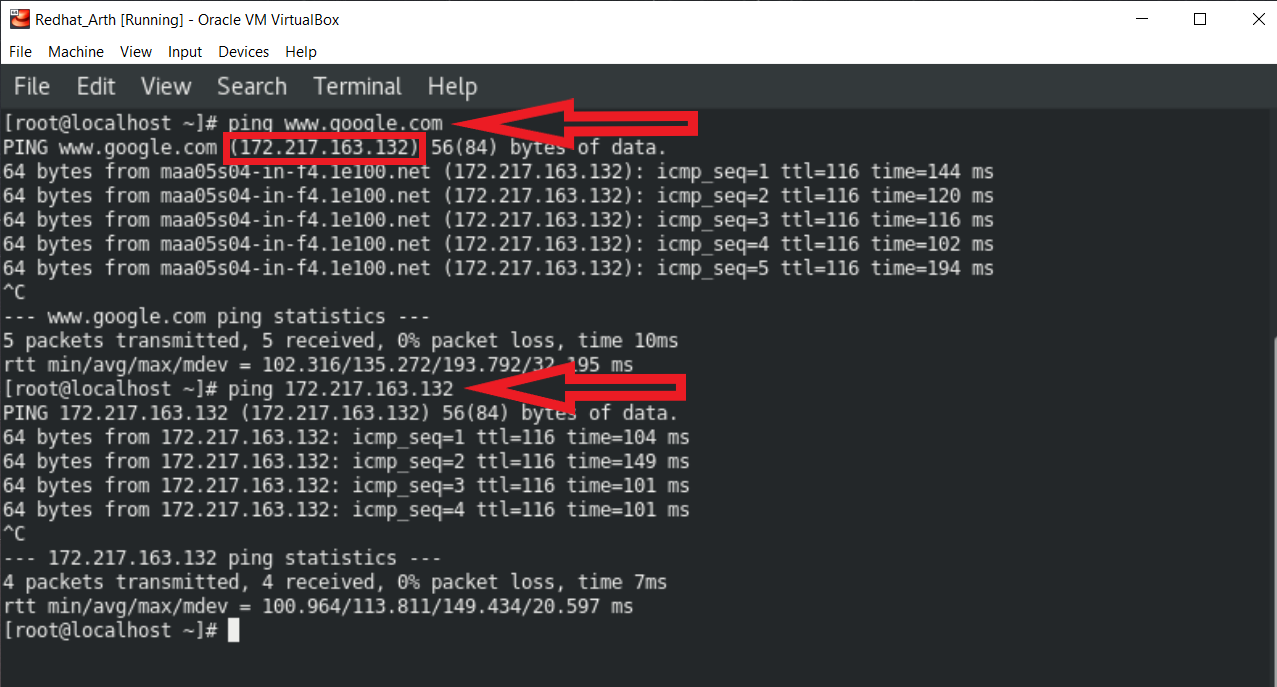 Redhat_Arth [Running] - Oracle VM VirtualBox
File Machine View Input Devices Help
File Edit View Search Terminal Help
[root@localhost ~]# ping www.google.com
PING www.google.com (172.217.163.132) 56(84) bytes of data.
64 bytes from maa05s04-in-f4.1e100.net (172.217.163.132): icmp_seq=1 ttl=116 time=144 ms
64 bytes from maa05s04-in-f4.1e100.net (172.217.163.132): icmp_seq=2 ttl=116 time=120 ms
64 bytes from maa05s04-in-f4.1e100.net (172.217.163.132): icmp_seq=3 ttl=116 time=116 ms
64 bytes from maa05s04-in-f4.1e100.net (172.217.163.132): icmp_seq=4 ttl=116 time=102 ms
64 bytes from maa05s04-in-f4.1e100.net (172.217.163.132): icmp_seq=5 ttl=116 time=194 ms
^C
--- www.google.com ping statistics ---
5 packets transmitted, 5 received, 0% packet loss, time 10ms
rtt min/avg/max/mdev = 102.316/135.272/193.792/32.195 ms
[root@localhost ~]# ping 172.217.163.132
PING 172.217.163.132 (172.217.163.132) 56(84) bytes of data.
64 bytes from 172.217.163.132: icmp_seq=1 ttl=116 time=104 ms
64 bytes from 172.217.163.132: icmp_seq=2 ttl=116 time=149 ms
64 bytes from 172.217.163.132: icmp_seq=3 ttl=116 time=101 ms
64 bytes from 172.217.163.132: icmp_seq=4 ttl=116 time=101 ms
^C
--- 172.217.163.132 ping statistics ---
4 packets transmitted, 4 received, 0% packet loss, time 7ms
rtt min/avg/max/mdev = 100.964/113.811/149.434/20.597 ms
[root@localhost ~]#